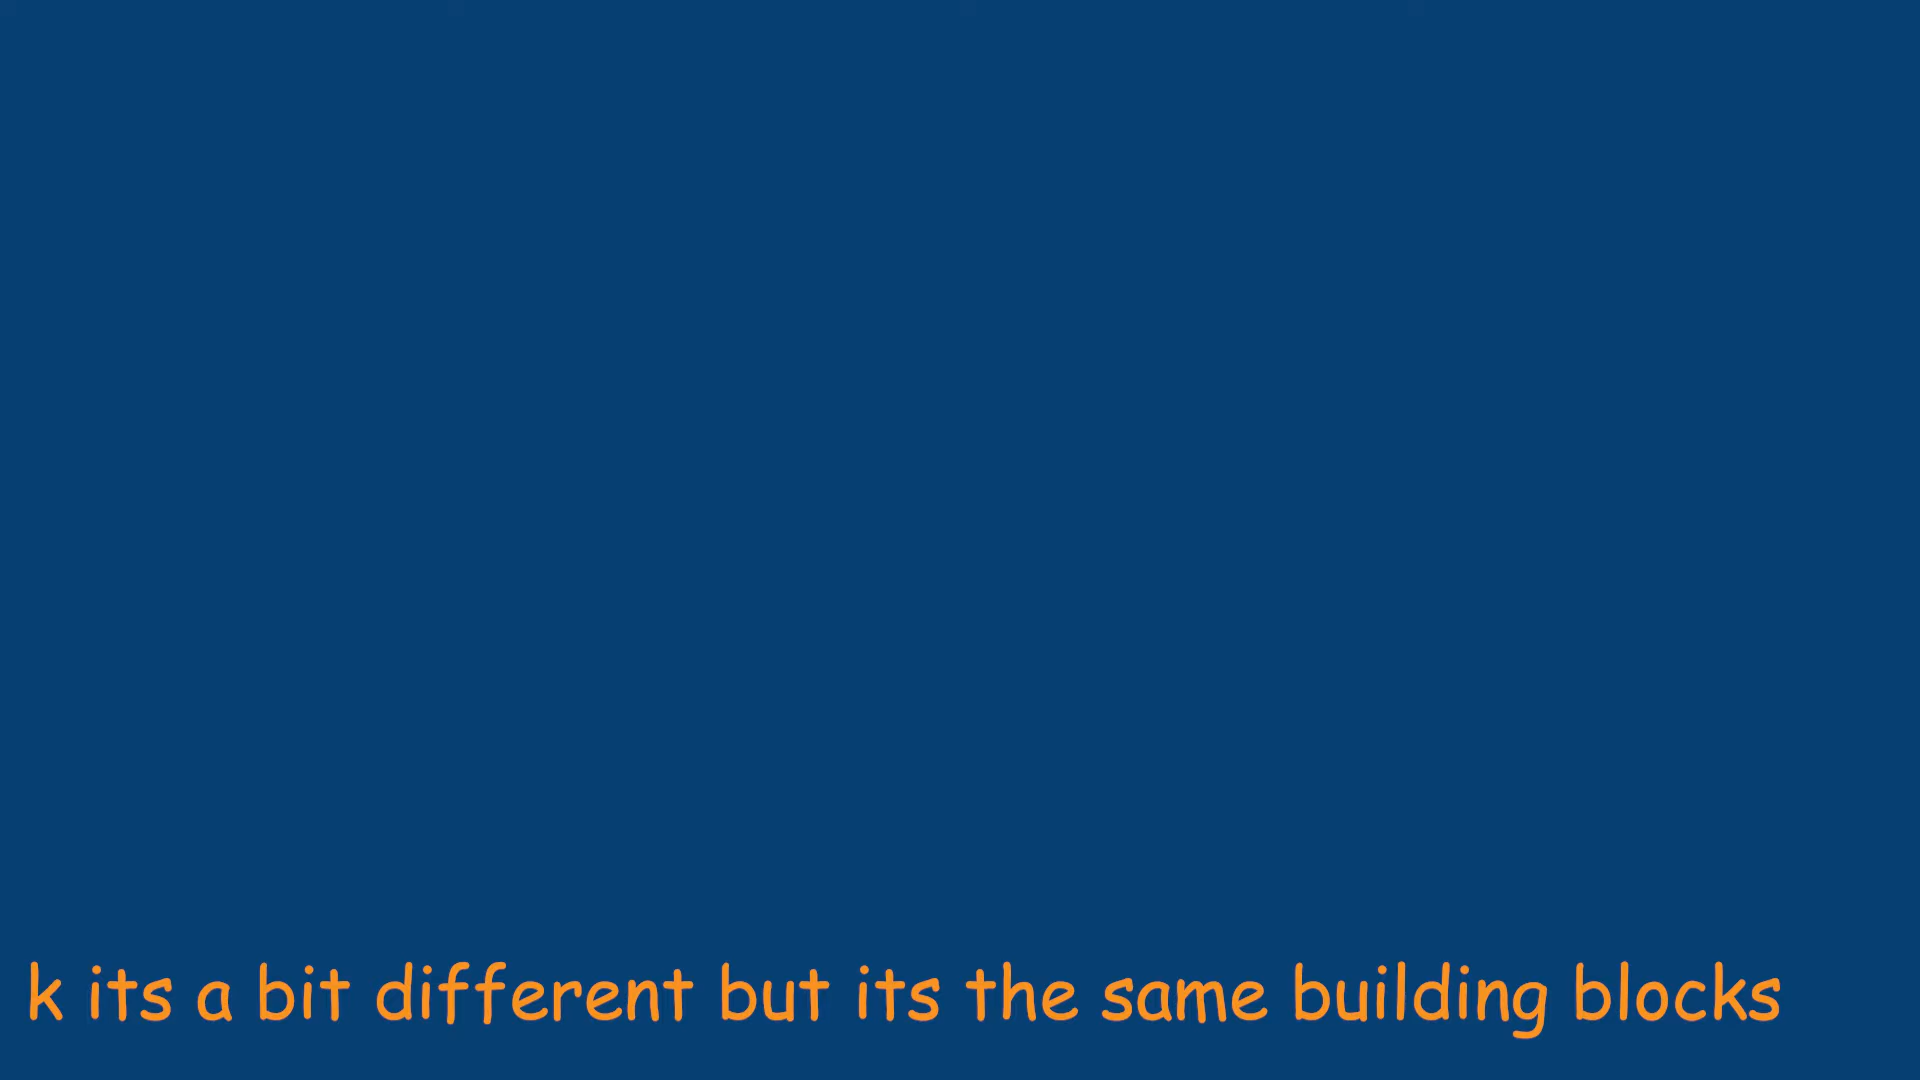 k its a bit different but its the same building blocks